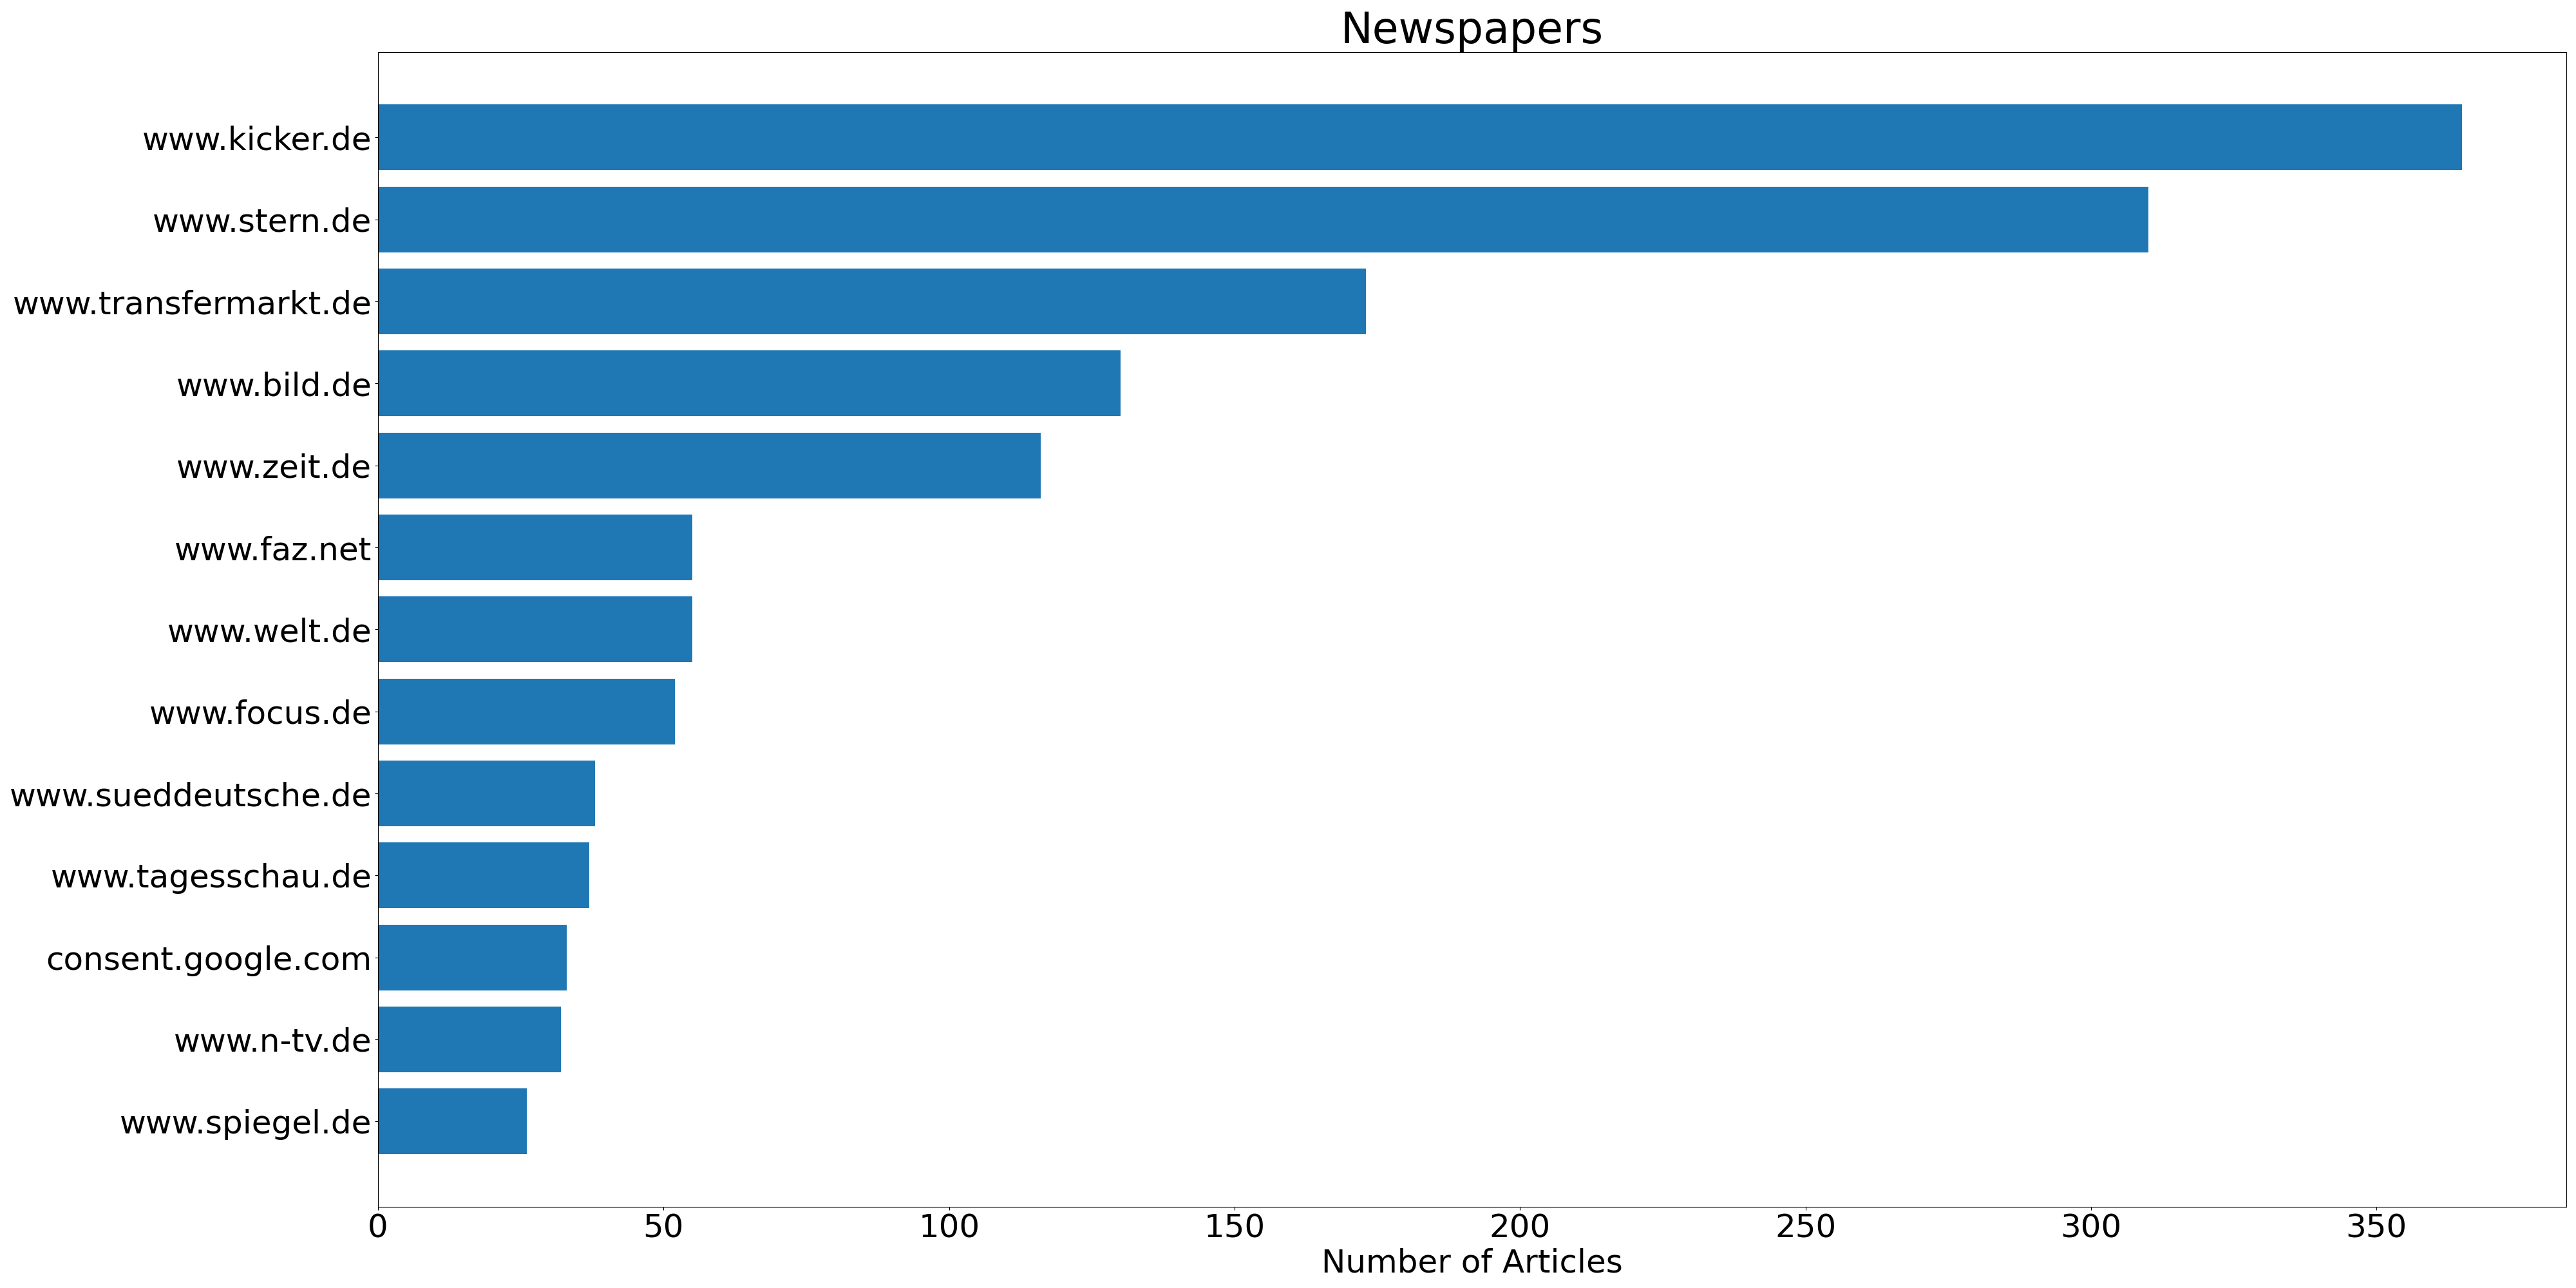 Newspapers
www.kicker.de
www.stern.de
www.transfermarkt.de
www.bild.de
www.zeit.de
www.faz.net
www.welt.de
www.focus.de
www.sueddeutsche.de
www.tagesschau.de
consent.google.com
www.n-tv.de
www.spiegel.de
0 50 100 150 200 250 300 350
Number of Articles